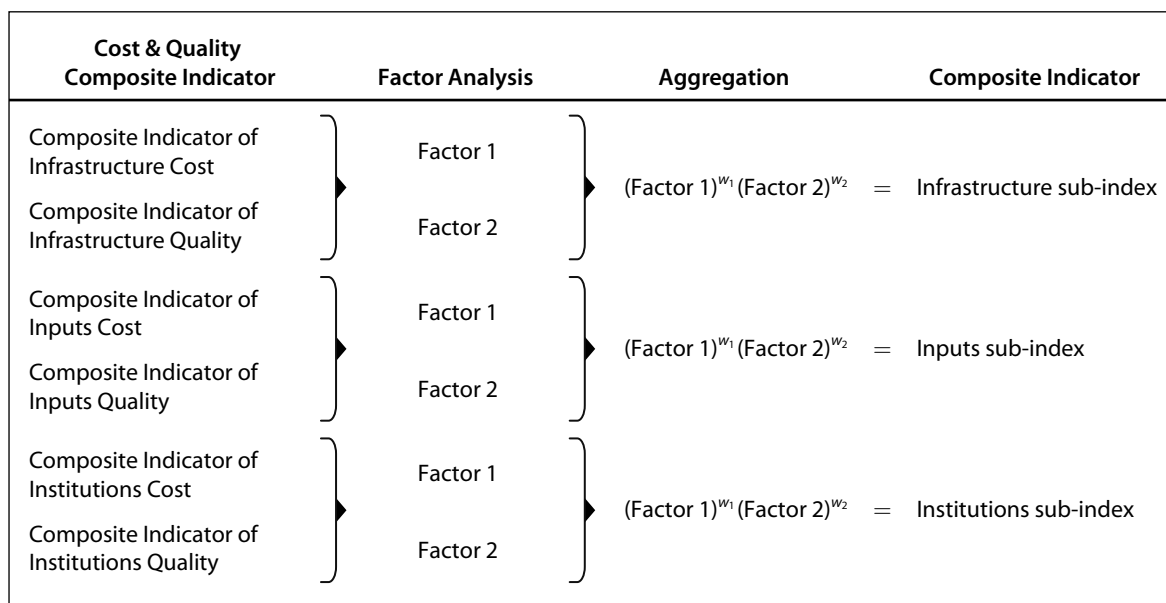 Cost & Quality
Composite Indicator
Factor Analysis
Aggregation
Composite Indicator
Composite Indicator of
Infrastructure Cost
Composite Indicator of
Infrastructure Quality
Factor 1
Factor 2
(Factor 1)^w₁ (Factor 2)^w₂ = Infrastructure sub-index
Composite Indicator of
Inputs Cost
Composite Indicator of
Inputs Quality
Factor 1
Factor 2
(Factor 1)^w₁ (Factor 2)^w₂ = Inputs sub-index
Composite Indicator of
Institutions Cost
Composite Indicator of
Institutions Quality
Factor 1
Factor 2
(Factor 1)^w₁ (Factor 2)^w₂ = Institutions sub-index